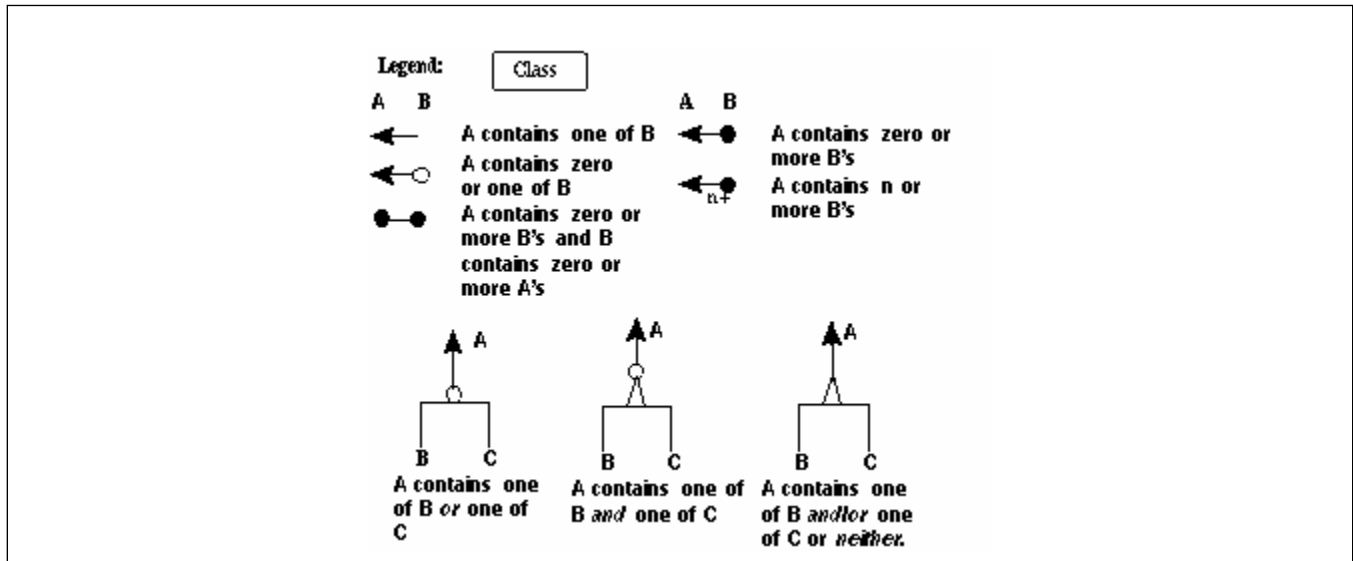 Legend:
Class
A B
A contains one of B
A contains zero
or one of B
A contains zero or
more B's and B
contains zero or
more A's
A B
A contains zero or
more B's
n+
A contains n or
more B's
A
B C
A contains one
of B or one of
C
A
B C
A contains one of
B and one of C
A
B C
A contains one
of B and/or one
of C or neither.